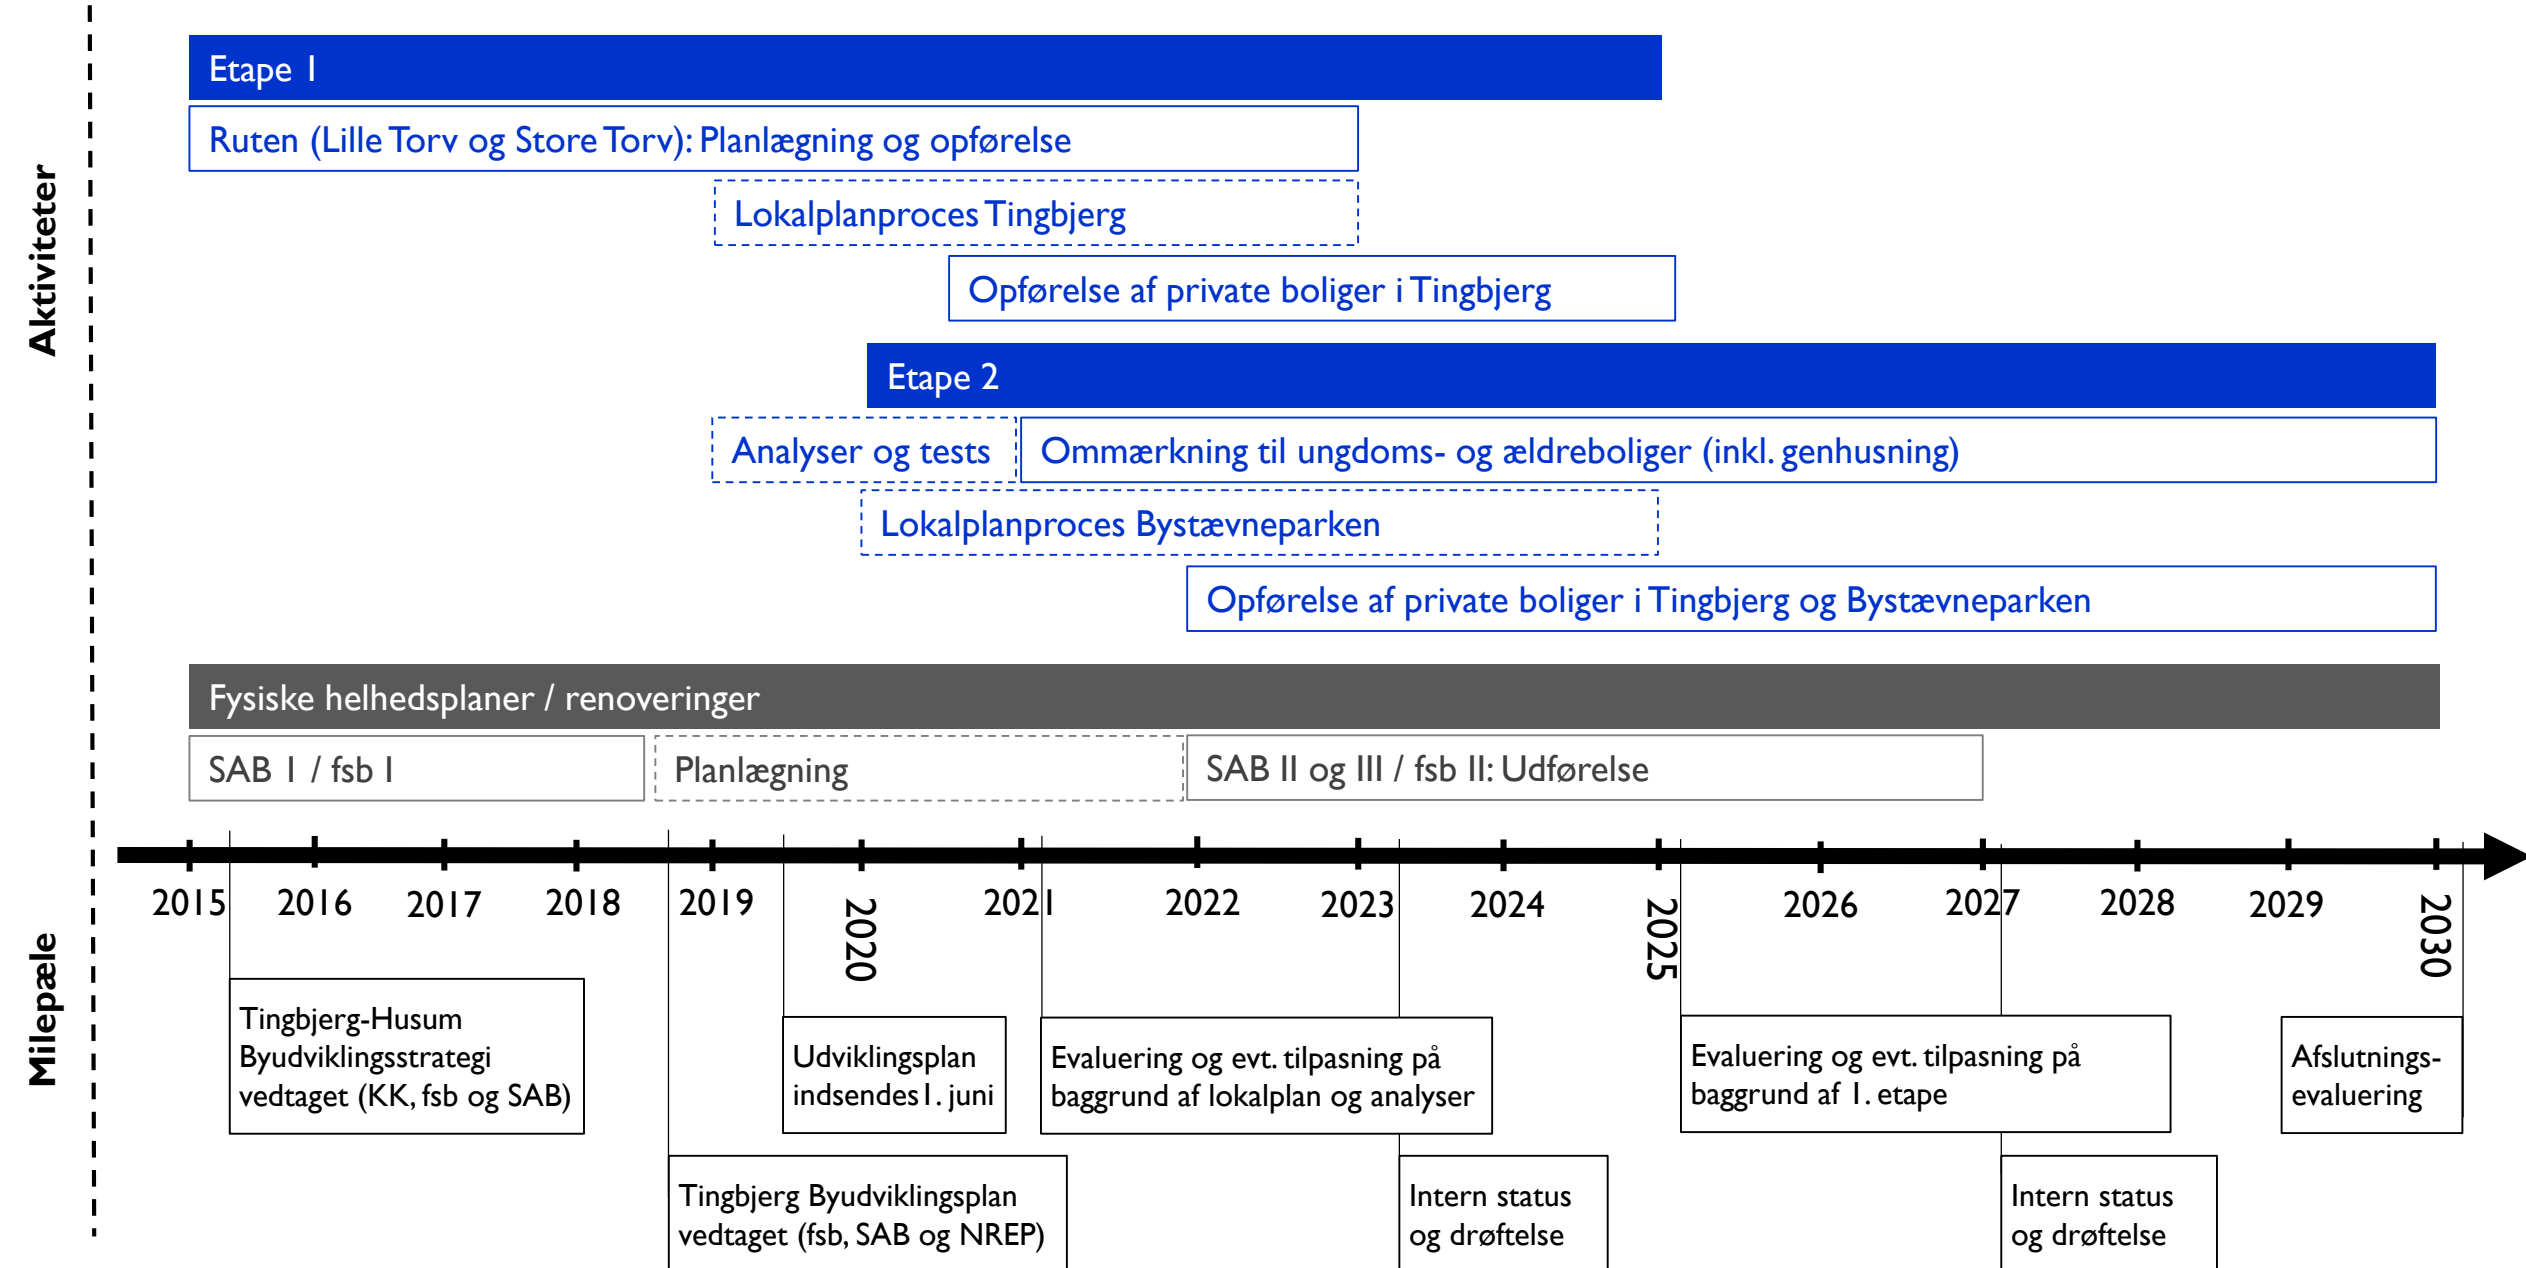 Aktiviteter
Etape 1
Ruten (Lille Torv og Store Torv): Planlægning og opførelse
Lokalplanproces Tingbjerg
Opførelse af private boliger i Tingbjerg
Etape 2
Analyser og tests
Ommærkning til ungdoms- og ældreboliger (inkl. genhusning)
Lokalplanproces Bystævneparken
Opførelse af private boliger i Tingbjerg og Bystævneparken
Fysiske helhedsplaner / renoveringer
SAB 1 / fsb I
Planlægning
SAB II og III / fsb II: Udførelse
2015
2016
2017
2018
2019
2020
2021
2022
2023
2024
2025
2026
2027
2028
2029
2030
Milepæle
Tingbjerg-Husum
Byudviklingsstrategi
vedtaget (KK, fsb og SAB)
Udviklingsplan
indsendes1. juni
Evaluering og evt. tilpasning på
baggrund af lokalplan og analyser
Evaluering og evt. tilpasning på
baggrund af 1. etape
Afslutnings-
evaluering
Tingbjerg Byudviklingsplan
vedtaget (fsb, SAB og NREP)
Intern status
og drøftelse
Intern status
og drøftelse